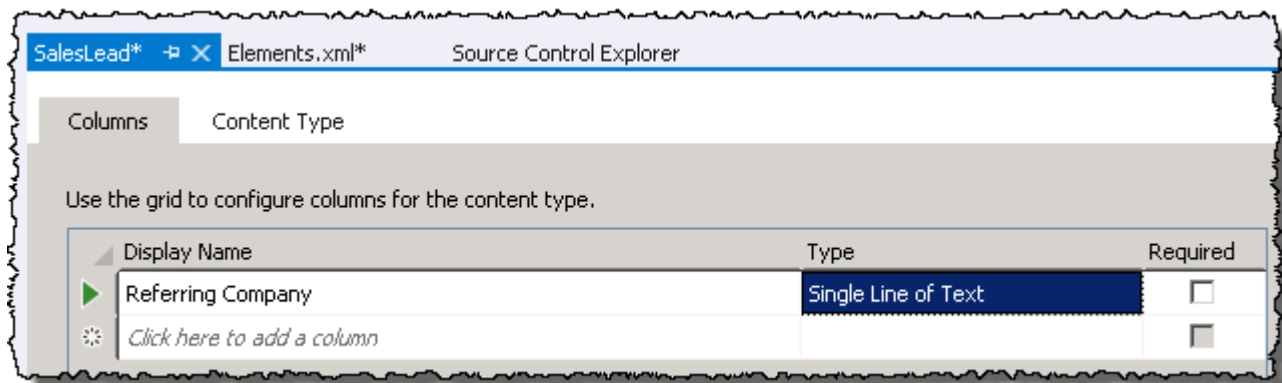 SalesLead* Elements.xml* Source Control Explorer
Columns Content Type
Use the grid to configure columns for the content type.
Display Name Type Required
Referring Company Single Line of Text
Click here to add a column